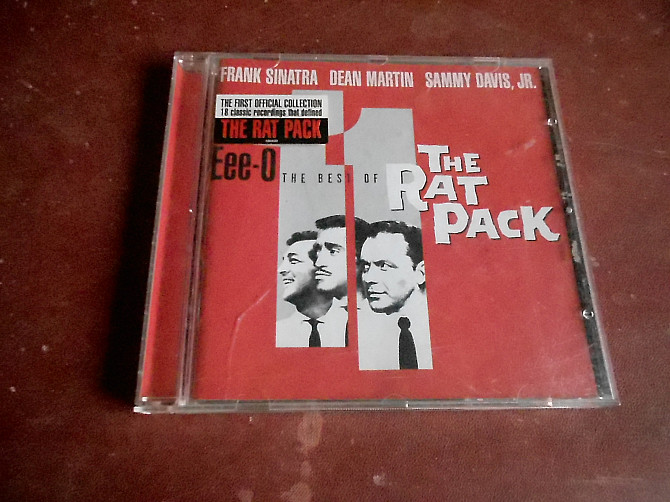 FRANK SINATRA DEAN MARTIN SAMMY DAVIS, JR.
THE FIRST OFFICIAL COLLECTION
18 classic recordings that defined
THE RAT PACK
Eee-O 11
THE BEST OF
THE
RAT
PACK